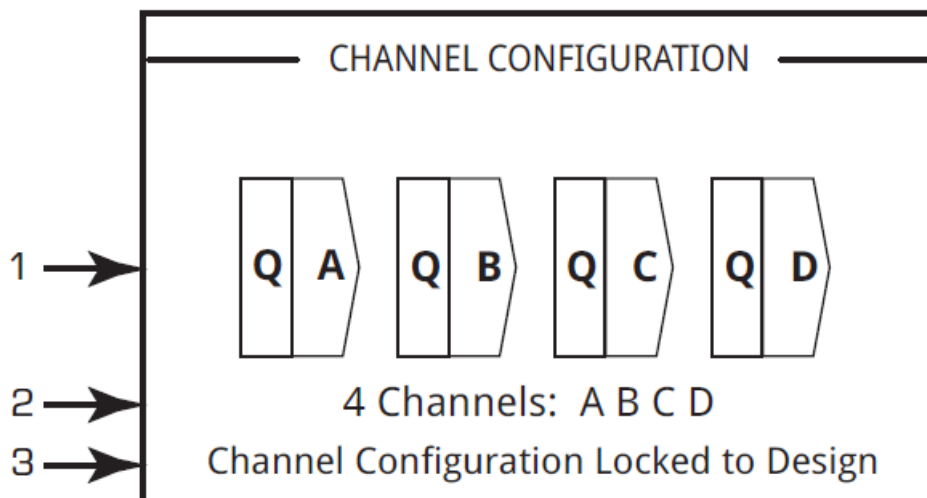 CHANNEL CONFIGURATION
1 Q A Q B Q C Q D
2 4 Channels: A B C D
3 Channel Configuration Locked to Design